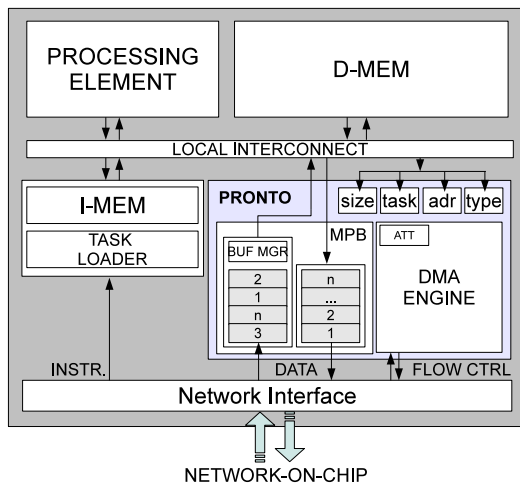 PROCESSING
ELEMENT
D-MEM
LOCAL INTERCONNECT
I-MEM
TASK
LOADER
PRONTO
size
task
adr
type
MPB
BUF MGR
2
1
n
3
n
...
2
1
ATT
DMA
ENGINE
INSTR.
DATA
FLOW CTRL
Network Interface
NETWORK-ON-CHIP